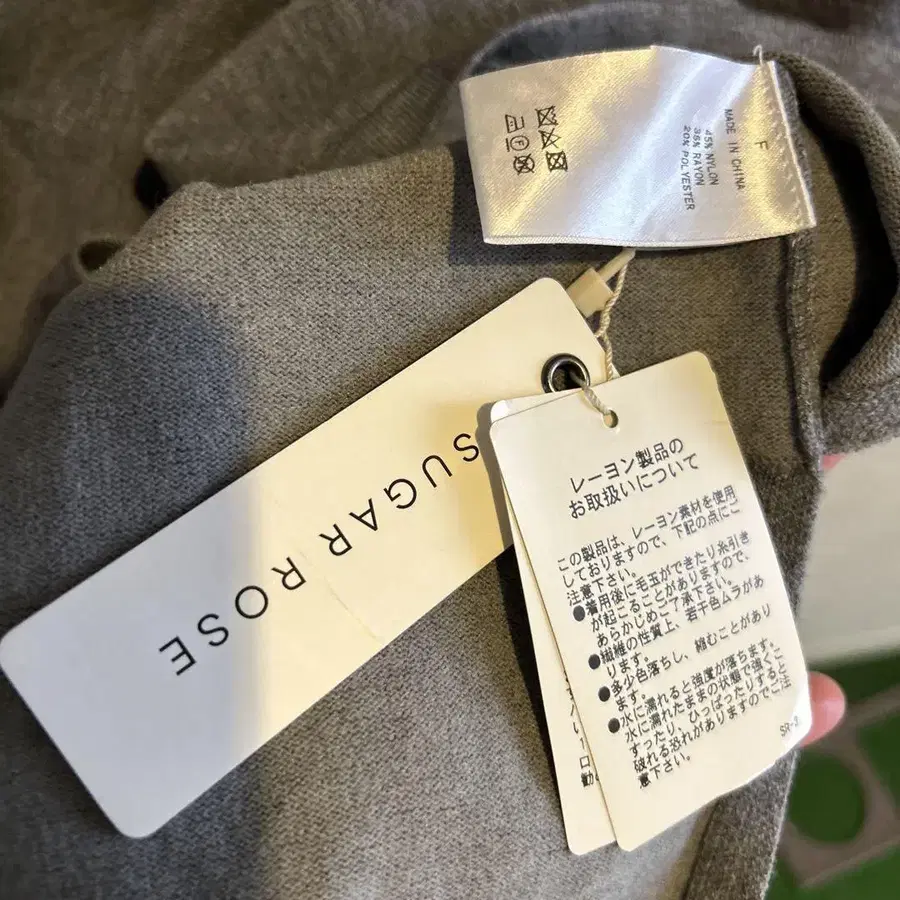 F
MADE IN CHINA
45% NYLON
35% RAYON
20% POLYESTER
SUGAR ROSE
レーヨン製品の
お取扱いについて
この製品は、レーヨン素材を使用
しておりますので、下記の点にご
注意下さい。
●着用後に毛玉ができたり糸引き
が起こることがありますので、
あらかじめご了承下さい。
●繊維の性質上、若干色ムラがあ
ります。
●多少色落ちし、縮むことがあり
ます。
●水に濡れると強度が落ちます。
水に濡れたままの状態で強くこ
すったり、ひっぱったりすると生
破れる恐れがありますのでご注
意下さい。
SR-3